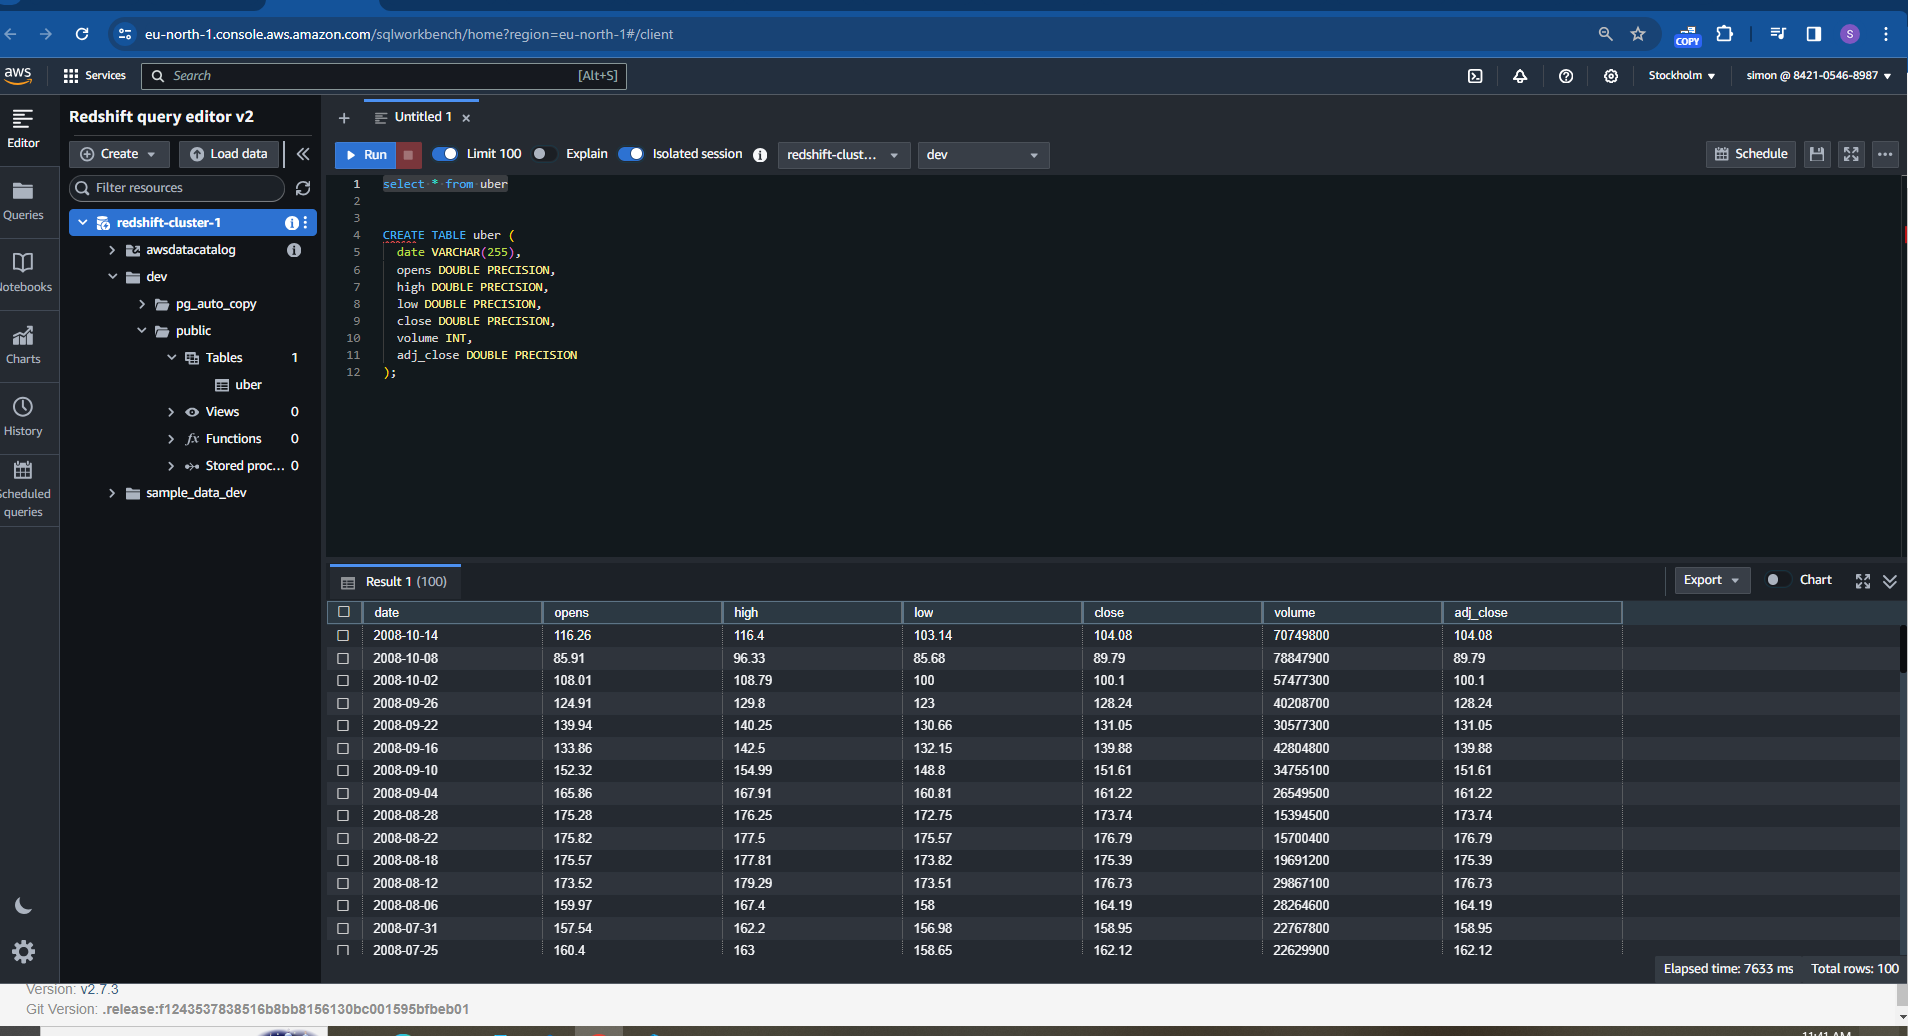 eu-north-1.console.aws.amazon.com/sqlworkbench/home?region=eu-north-1#/client
COPY
S
aws
Services
Search
[Alt+S]
Stockholm
simon @ 8421-0546-8987
Editor
Queries
Notebooks
Charts
History
Scheduled
queries
Redshift query editor v2
Create
Load data
Filter resources
redshift-cluster-1
awsdatacatalog
dev
pg_auto_copy
public
Tables 1
uber
Views 0
Functions 0
Stored proc... 0
sample_data_dev
Untitled 1
Run
Limit 100
Explain
Isolated session
redshift-clust...
dev
Schedule
1 select * from uber
2
3
4 CREATE TABLE uber (
5 date VARCHAR(255),
6 opens DOUBLE PRECISION,
7 high DOUBLE PRECISION,
8 low DOUBLE PRECISION,
9 close DOUBLE PRECISION,
10 volume INT,
11 adj_close DOUBLE PRECISION
12 );
Result 1 (100)
Export
Chart
date opens high low close volume adj_close
2008-10-14 116.26 116.4 103.14 104.08 70749800 104.08
2008-10-08 85.91 96.33 85.68 89.79 78847900 89.79
2008-10-02 108.01 108.79 100 100.1 57477300 100.1
2008-09-26 124.91 129.8 123 128.24 40208700 128.24
2008-09-22 139.94 140.25 130.66 131.05 30577300 131.05
2008-09-16 133.86 142.5 132.15 139.88 42804800 139.88
2008-09-10 152.32 154.99 148.8 151.61 34755100 151.61
2008-09-04 165.86 167.91 160.81 161.22 26549500 161.22
2008-08-28 175.28 176.25 172.75 173.74 15394500 173.74
2008-08-22 175.82 177.5 175.57 176.79 15700400 176.79
2008-08-18 175.57 177.81 173.82 175.39 19691200 175.39
2008-08-12 173.52 179.29 173.51 176.73 29867100 176.73
2008-08-06 159.97 167.4 158 164.19 28264600 164.19
2008-07-31 157.54 162.2 156.98 158.95 22767800 158.95
2008-07-25 160.4 163 158.65 162.12 22629900 162.12
Elapsed time: 7633 ms Total rows: 100
Version: v2.7.3
Git Version: .release:f1243537838516b8bb8156130bc001595bfbeb01
11:41 AM